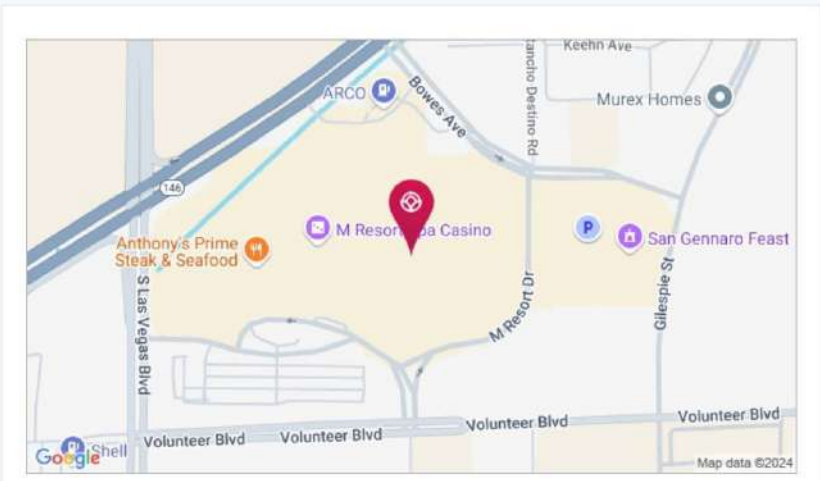 Keehn Ave
ARCO
Bowes Ave
Rancho Destino Rd
Murex Homes
146
M Resort Spa Casino
P
San Gennaro Feast
Anthony's Prime
Steak & Seafood
S Las Vegas Blvd
M Resort Dr
Gilespie St
Volunteer Blvd
Volunteer Blvd
Volunteer Blvd
Volunteer Blvd
Shell
Google
Map data ©2024